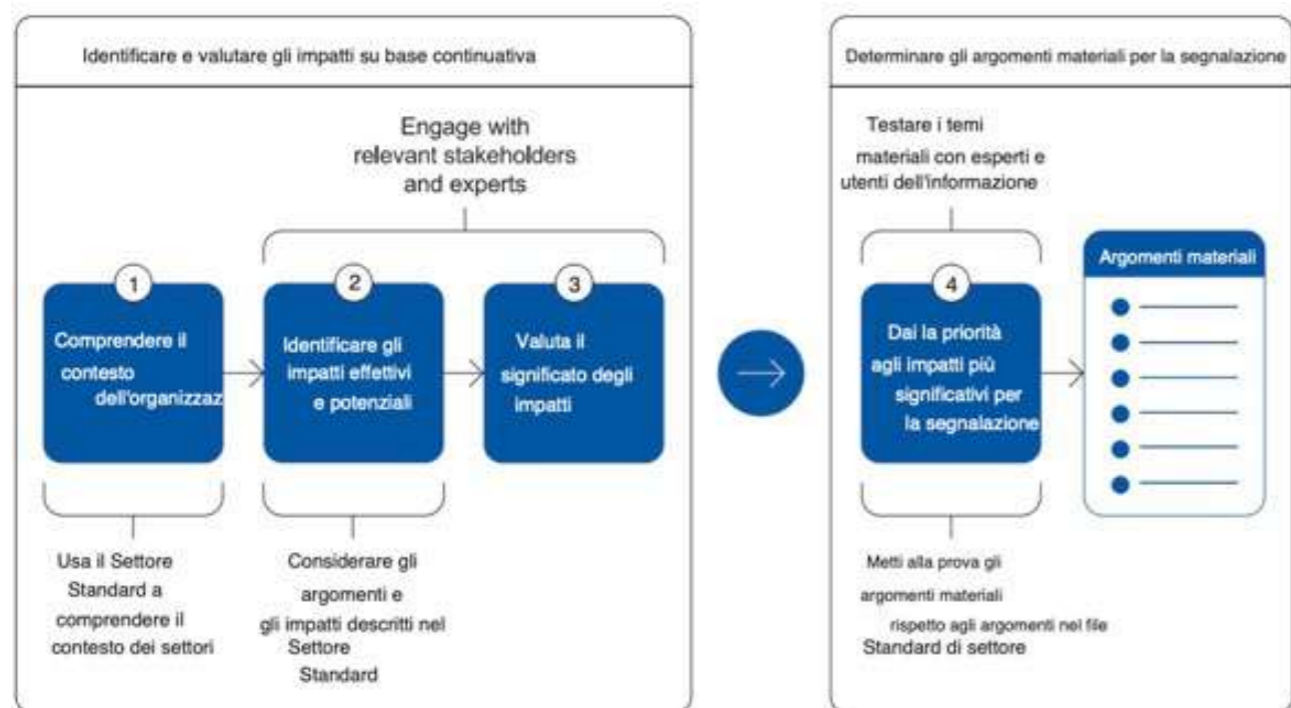 Identificare e valutare gli impatti su base continuativa
Engage with
relevant stakeholders
and experts
1
Comprendere il
contesto
dell'organizzaz
2
Identificare gli
impatti effettivi
e potenziali
3
Valuta il
significato degli
impatti
Usa il Settore
Standard a
comprendere il
contesto dei settori
Considerare gli
argomenti e
gli impatti descritti nel
Settore
Standard
Determinare gli argomenti materiali per la segnalazione
Testare i temi
materiali con esperti e
utenti dell'informazione
4
Dai la priorità
agli impatti più
significativi per
la segnalazione
Argomenti materiali
Metti alla prova gli
argomenti materiali
rispetto agli argomenti nel file
Standard di settore